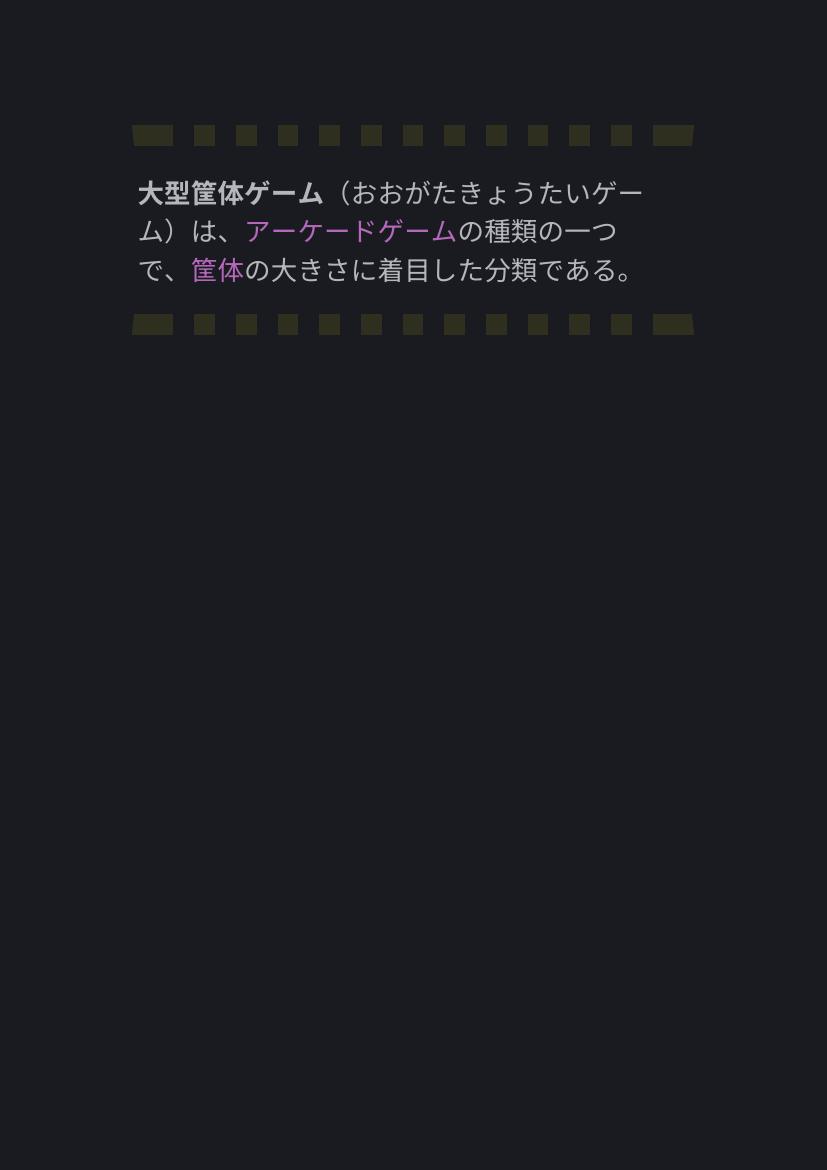 大型筐体ゲーム（おおがたきょうたいゲー
ム）は、アーケードゲームの種類の一つ
で、筐体の大きさに着目した分類である。